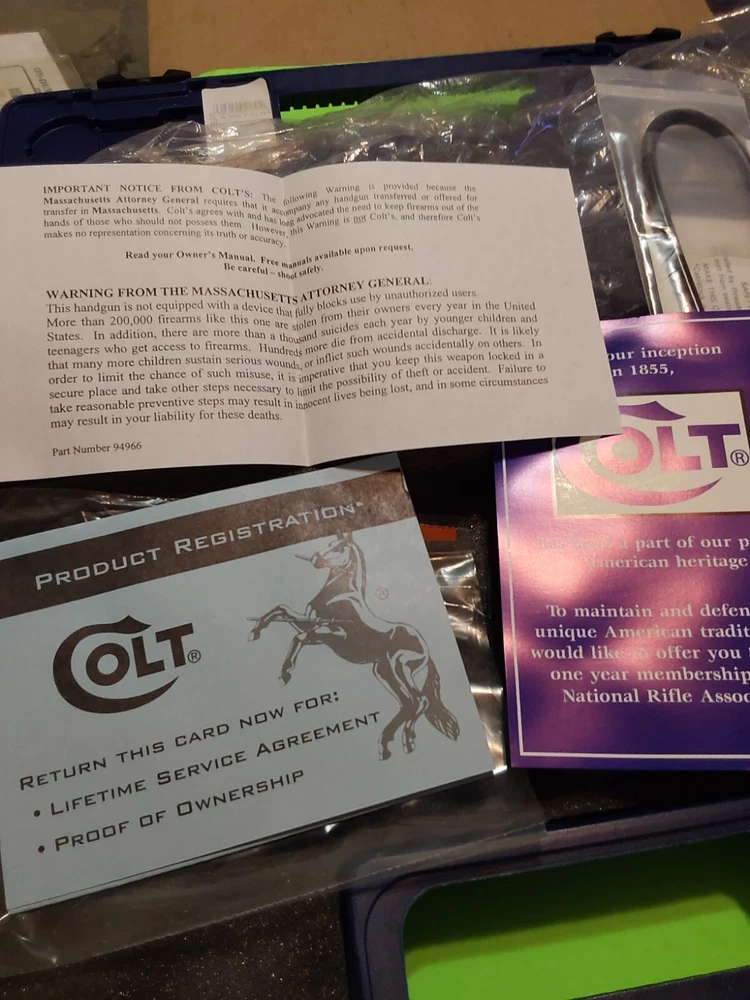 IMPORTANT NOTICE FROM COLT'S: The following Warning is provided because the
Massachusetts Attorney General requires that it accompany any handgun transferred or offered for
transfer in Massachusetts. Colt's agrees with and has long advocated the need to keep firearms out of the
hands of those who should not possess them. However, this Warning is not Colt's, and therefore Colt's
makes no representation concerning its truth or accuracy.
Read your Owner's Manual. Free manuals available upon request.
Be careful – shoot safely.
WARNING FROM THE MASSACHUSETTS ATTORNEY GENERAL:
This handgun is not equipped with a device that fully blocks use by unauthorized users.
More than 200,000 firearms like this one are stolen from their owners every year in the United
States. In addition, there are more than a thousand suicides each year by younger children and
teenagers who get access to firearms. Hundreds more die from accidental discharge. It is likely
that many more children sustain serious wounds, or inflict such wounds accidentally on others. In
order to limit the chance of such misuse, it is imperative that you keep this weapon locked in a
secure place and take other steps necessary to limit the possibility of theft or accident. Failure to
take reasonable preventive steps may result in innocent lives being lost, and in some circumstances
may result in your liability for these deaths.
Part Number 94966
our inception
n 1855,
COLT®
a part of our p
American heritage
To maintain and defen
unique American tradit
would like to offer you
one year membership
National Rifle Assoc
PRODUCT REGISTRATION
COLT®
®
RETURN THIS CARD NOW FOR:
• LIFETIME SERVICE AGREEMENT
• PROOF OF OWNERSHIP